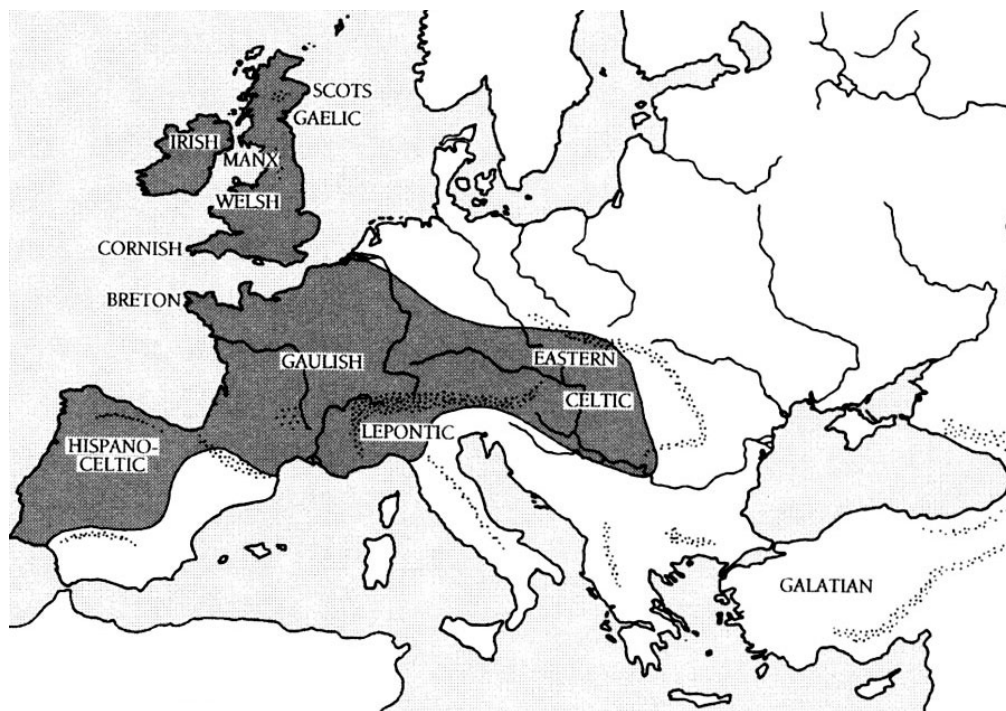 SCOTS
GAELIC
IRISH
MANX
WELSH
CORNISH
BRETON
GAULISH
EASTERN
CELTIC
LEPONTIC
HISPANO-
CELTIC
GALATIAN